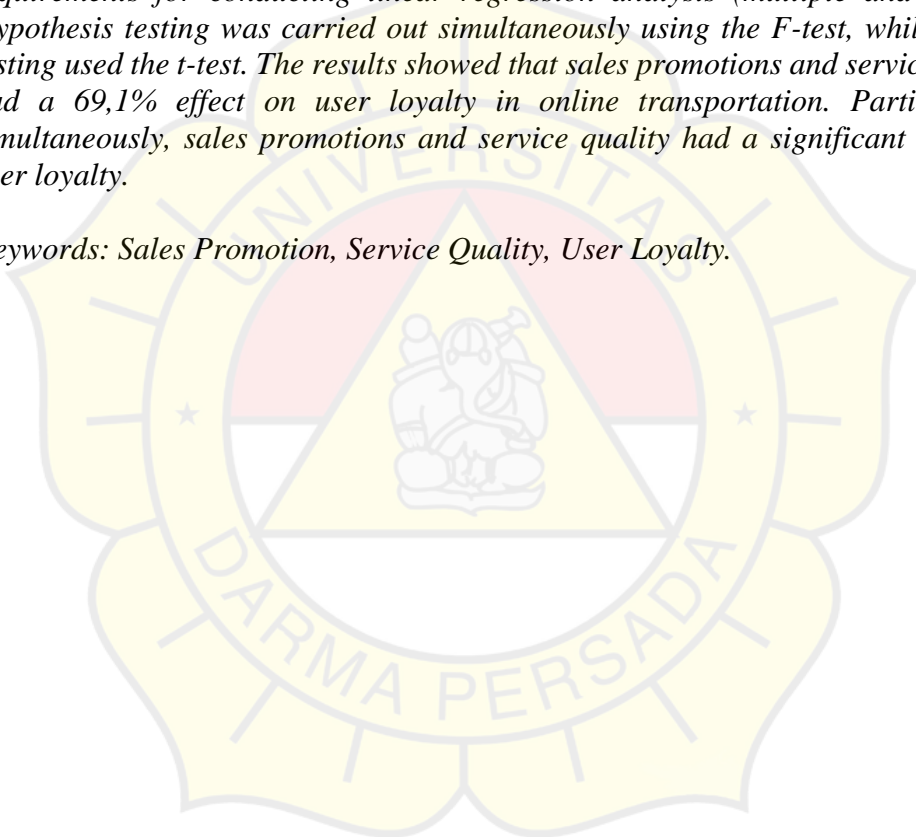 quirements for conducting linear regression analysis (multiple and
ypothesis testing was carried out simultaneously using the F-test, whil
sting used the t-test. The results showed that sales promotions and servic
ad a 69,1% effect on user loyalty in online transportation. Parti
multaneously, sales promotions and service quality had a significant
er loyalty.
eywords: Sales Promotion, Service Quality, User Loyalty.
UNIVERSITAS
DARMA PERSADA